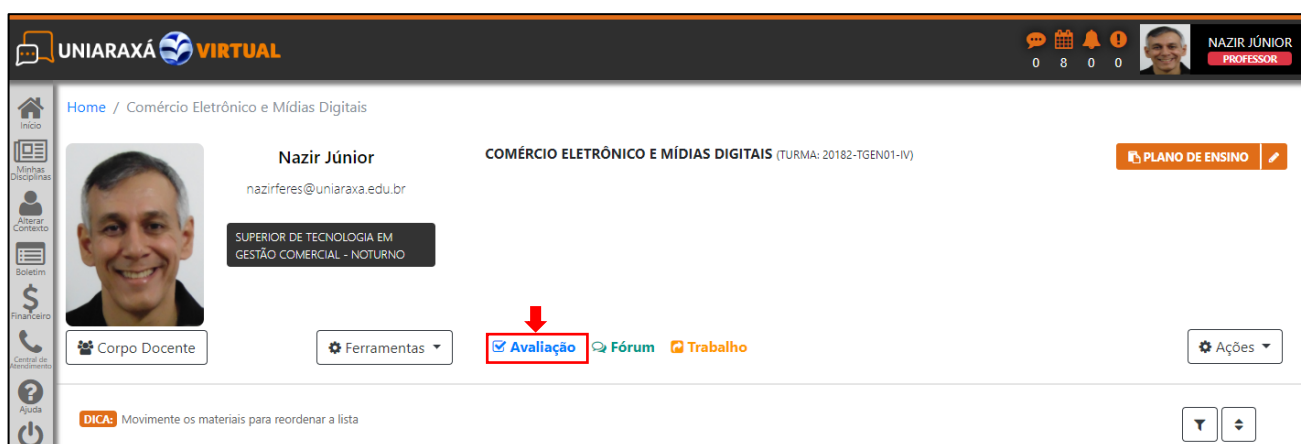 UNIARAXÁ VIRTUAL
0 8 0 0
NAZIR JÚNIOR
PROFESSOR
Início
Minhas
Disciplinas
Alterar
Contexto
Boletim
Financeiro
Central de
Atendimento
Ajuda
Home / Comércio Eletrônico e Mídias Digitais
Nazir Júnior
nazirferes@uniaraxa.edu.br
SUPERIOR DE TECNOLOGIA EM
GESTÃO COMERCIAL - NOTURNO
COMÉRCIO ELETRÔNICO E MÍDIAS DIGITAIS (TURMA: 20182-TGEN01-IV)
PLANO DE ENSINO
Corpo Docente
Ferramentas
Avaliação Fórum Trabalho
Ações
DICA: Movimente os materiais para reordenar a lista